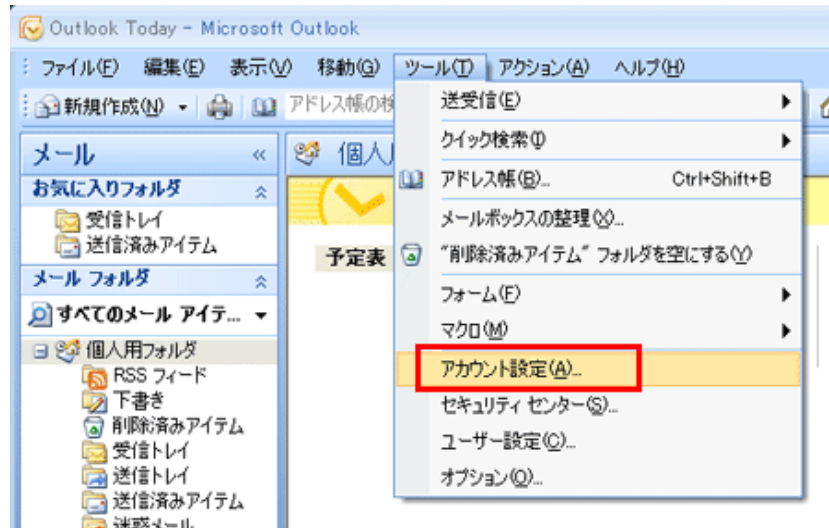 Outlook Today - Microsoft Outlook
ファイル(F) 編集(E) 表示(V) 移動(G) ツール(T) アクション(A) ヘルプ(H)
新規作成(N) アドレス帳の検
メール «
お気に入りフォルダ
受信トレイ
送信済みアイテム
メール フォルダ
すべてのメール アイテ...
個人用フォルダ
RSS フィード
下書き
削除済みアイテム
受信トレイ
送信トレイ
送信済みアイテム
迷惑メール
個人
予定表
送受信(E)
クイック検索(I)
アドレス帳(B)... Ctrl+Shift+B
メールボックスの整理(X)...
"削除済みアイテム" フォルダを空にする(Y)
フォーム(F)
マクロ(M)
アカウント設定(A)...
セキュリティ センター(S)...
ユーザー設定(C)...
オプション(O)...